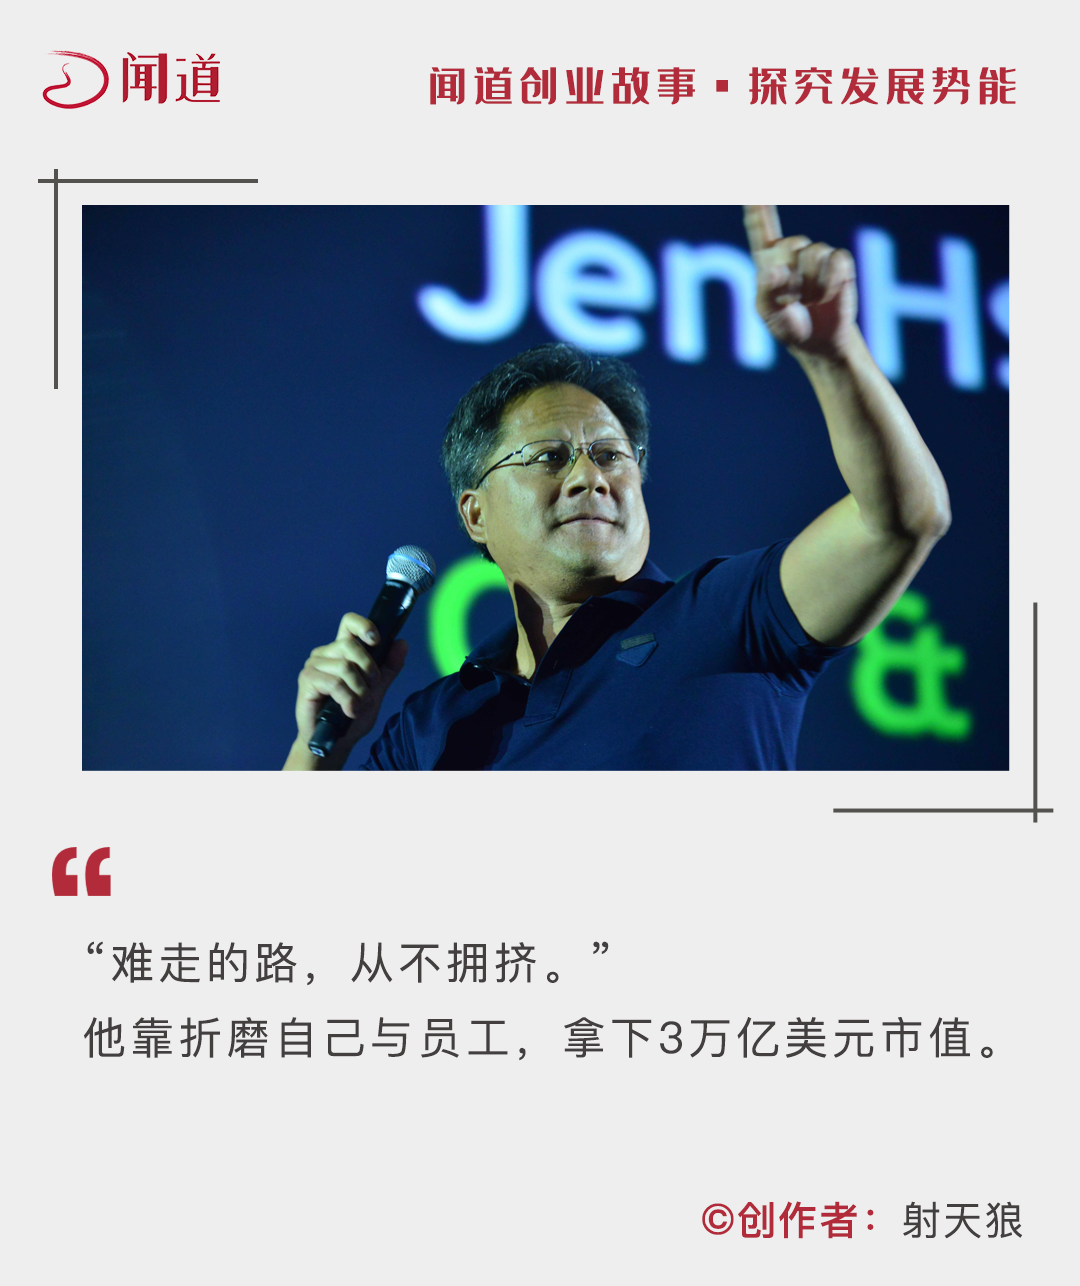 闻道
闻道创业故事·探究发展势能
Jen Hs
&
“难走的路，从不拥挤。”
他靠折磨自己与员工，拿下3万亿美元市值。
©创作者：射天狼